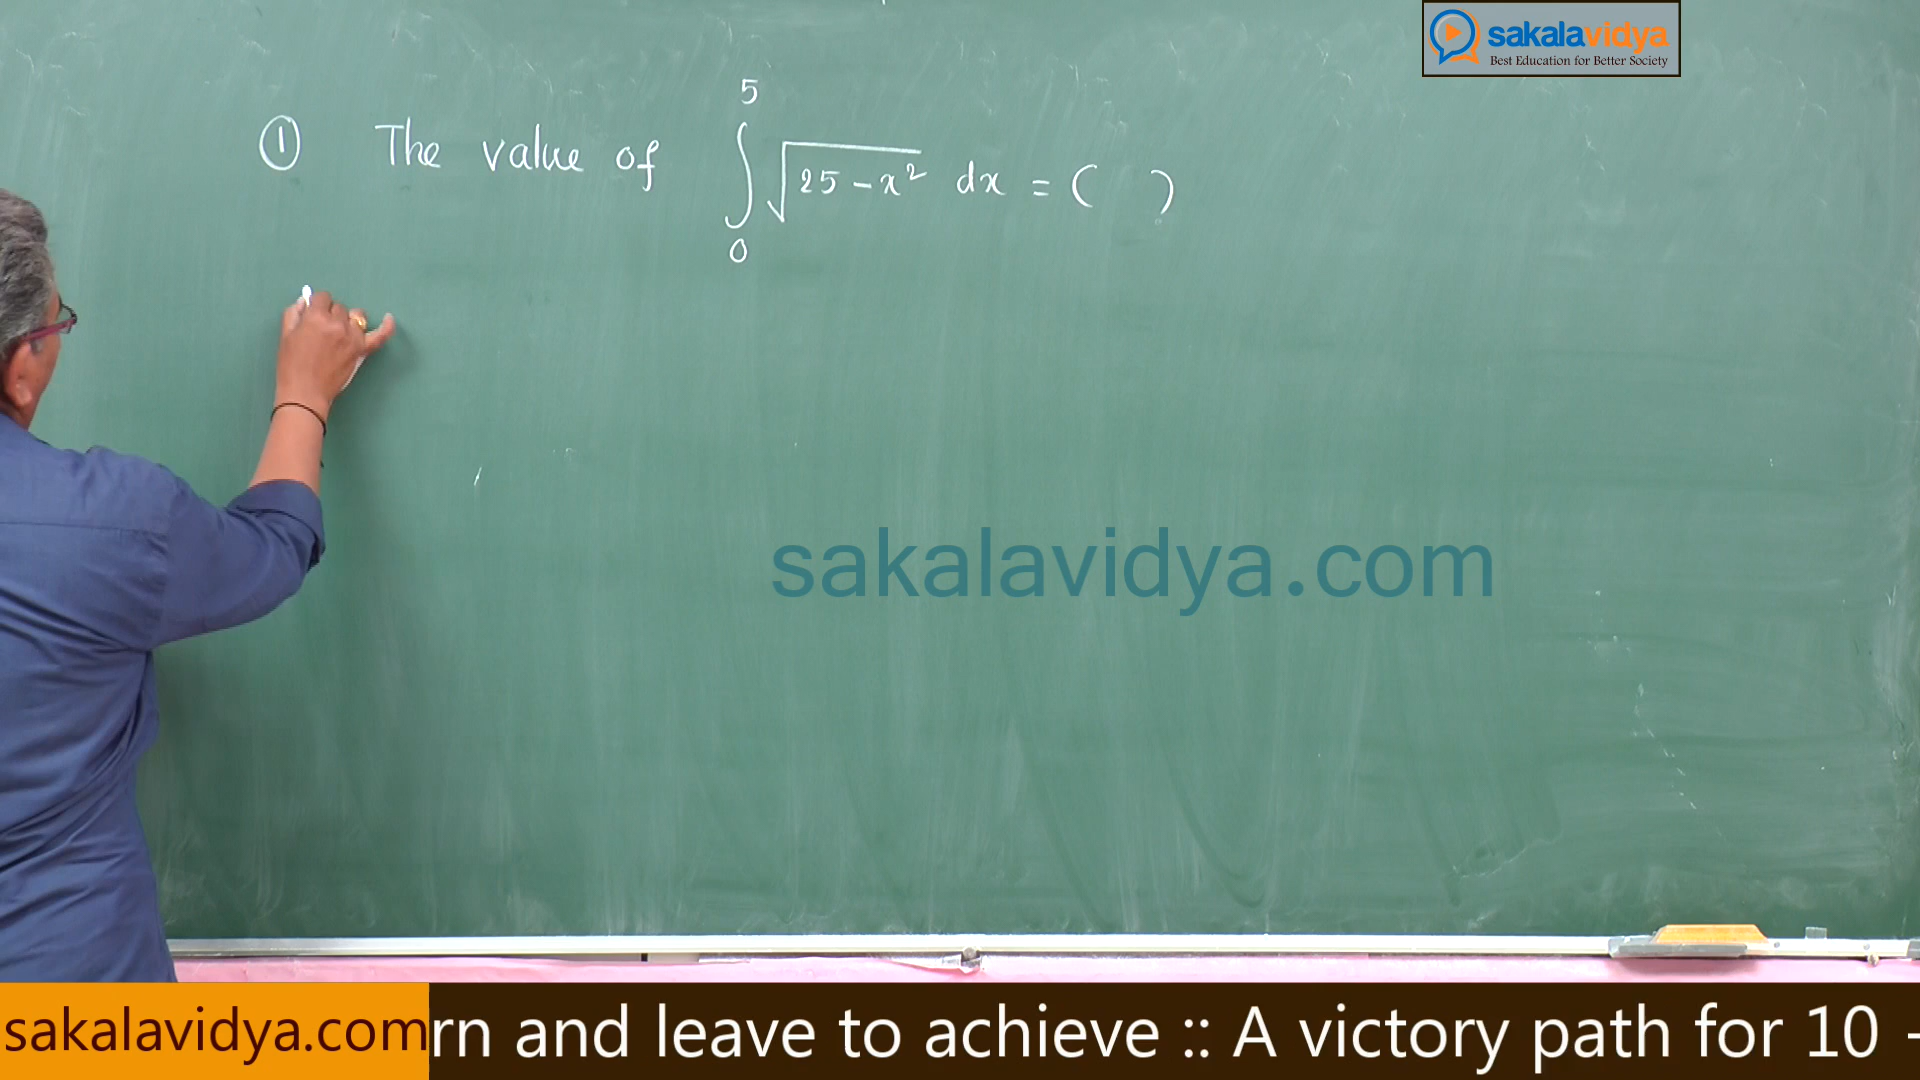 sakalavidya
Best Education for Better Society
① The value of ∫₀⁵ √(25 - x²) dx = ( )
sakalavidya.com
sakalavidya.com rn and leave to achieve :: A victory path for 10 -